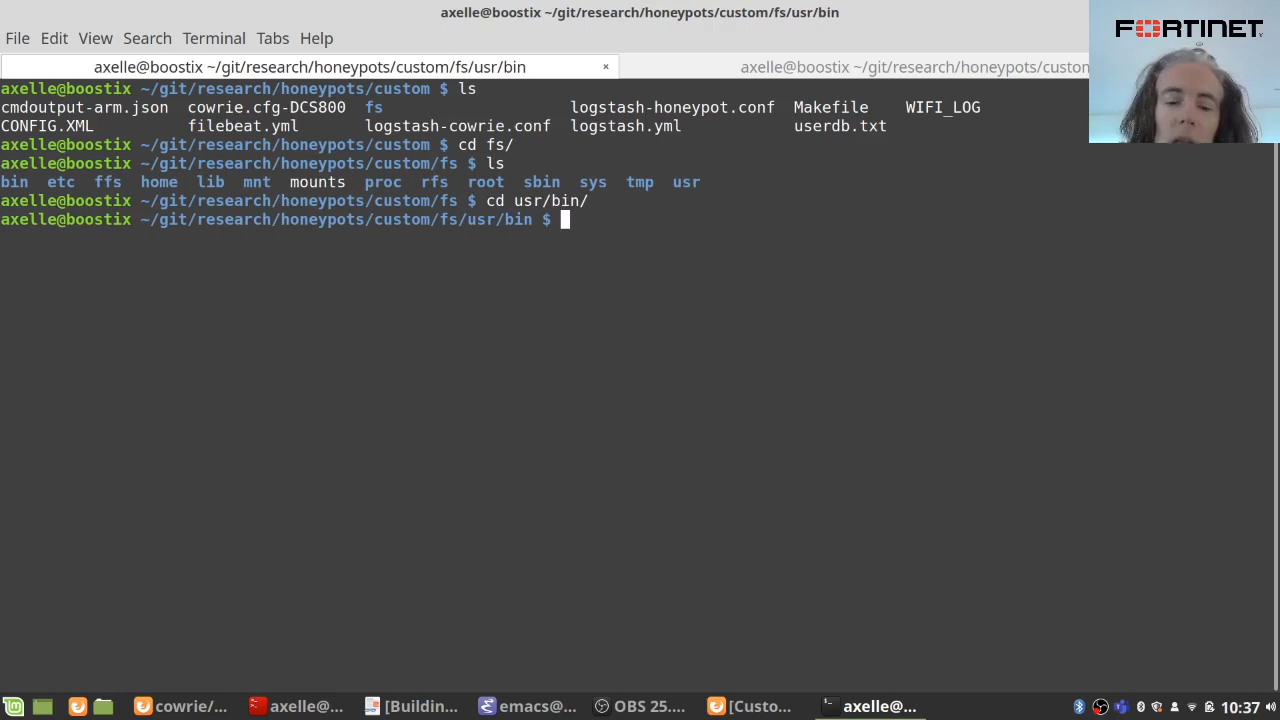 axelle@boostix ~/git/research/honeypots/custom/fs/usr/bin
FORTINET
File Edit View Search Terminal Tabs Help
axelle@boostix ~/git/research/honeypots/custom/fs/usr/bin × axelle@boostix ~/git/research/honeypots/custom
axelle@boostix ~/git/research/honeypots/custom $ ls
cmdoutput-arm.json cowrie.cfg-DCS800 fs logstash-honeypot.conf Makefile WIFI_LOG
CONFIG.XML filebeat.yml logstash-cowrie.conf logstash.yml userdb.txt
axelle@boostix ~/git/research/honeypots/custom $ cd fs/
axelle@boostix ~/git/research/honeypots/custom/fs $ ls
bin etc ffs home lib mnt mounts proc rfs root sbin sys tmp usr
axelle@boostix ~/git/research/honeypots/custom/fs $ cd usr/bin/
axelle@boostix ~/git/research/honeypots/custom/fs/usr/bin $
cowrie/... axelle@... [Buildin... emacs@... OBS 25.... [Custo... axelle@... 10:37